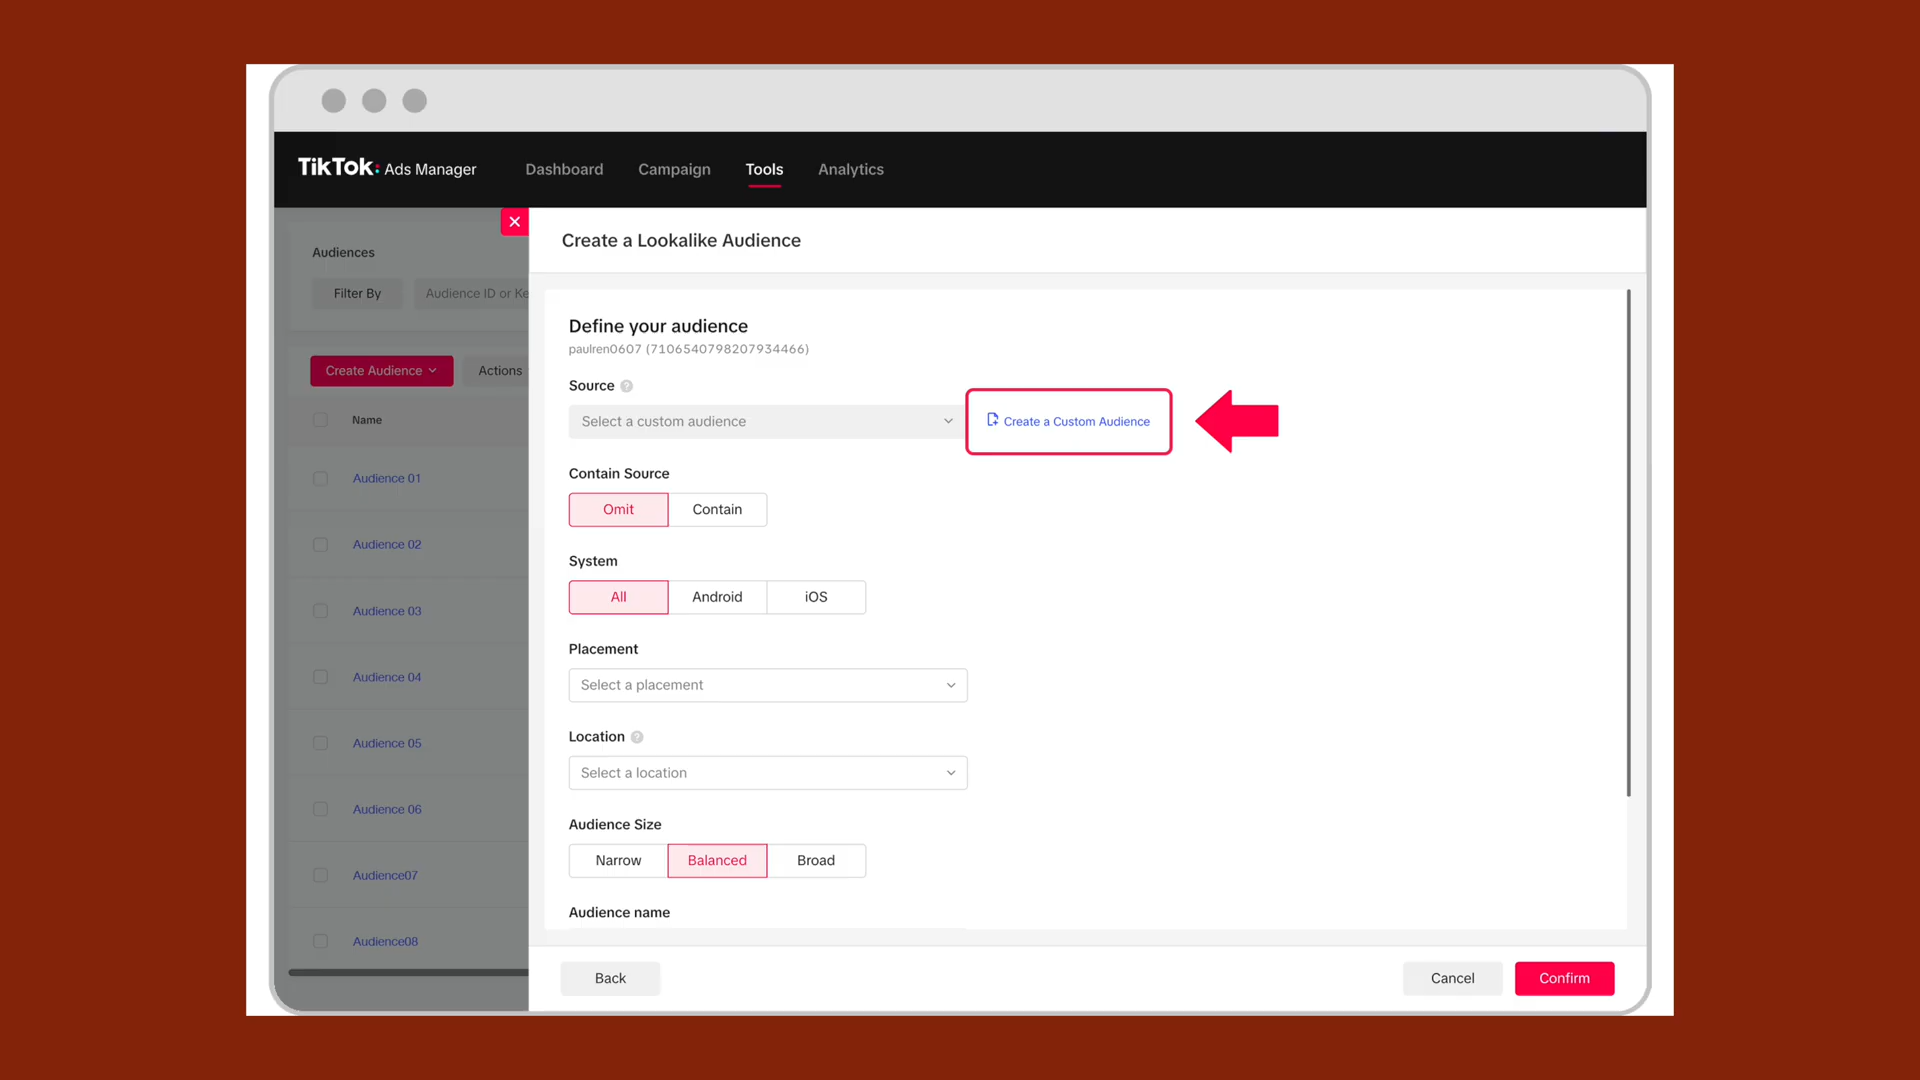 TikTok: Ads Manager
Dashboard
Campaign
Tools
Analytics
Audiences
Filter By
Audience ID or Ke
Create Audience
Actions
Name
Audience 01
Audience 02
Audience 03
Audience 04
Audience 05
Audience 06
Audience07
Audience08
Create a Lookalike Audience
Define your audience
paulren0607 (7106540798207934466)
Source ?
Select a custom audience
Create a Custom Audience
Contain Source
Omit
Contain
System
All
Android
iOS
Placement
Select a placement
Location ?
Select a location
Audience Size
Narrow
Balanced
Broad
Audience name
Back
Cancel
Confirm